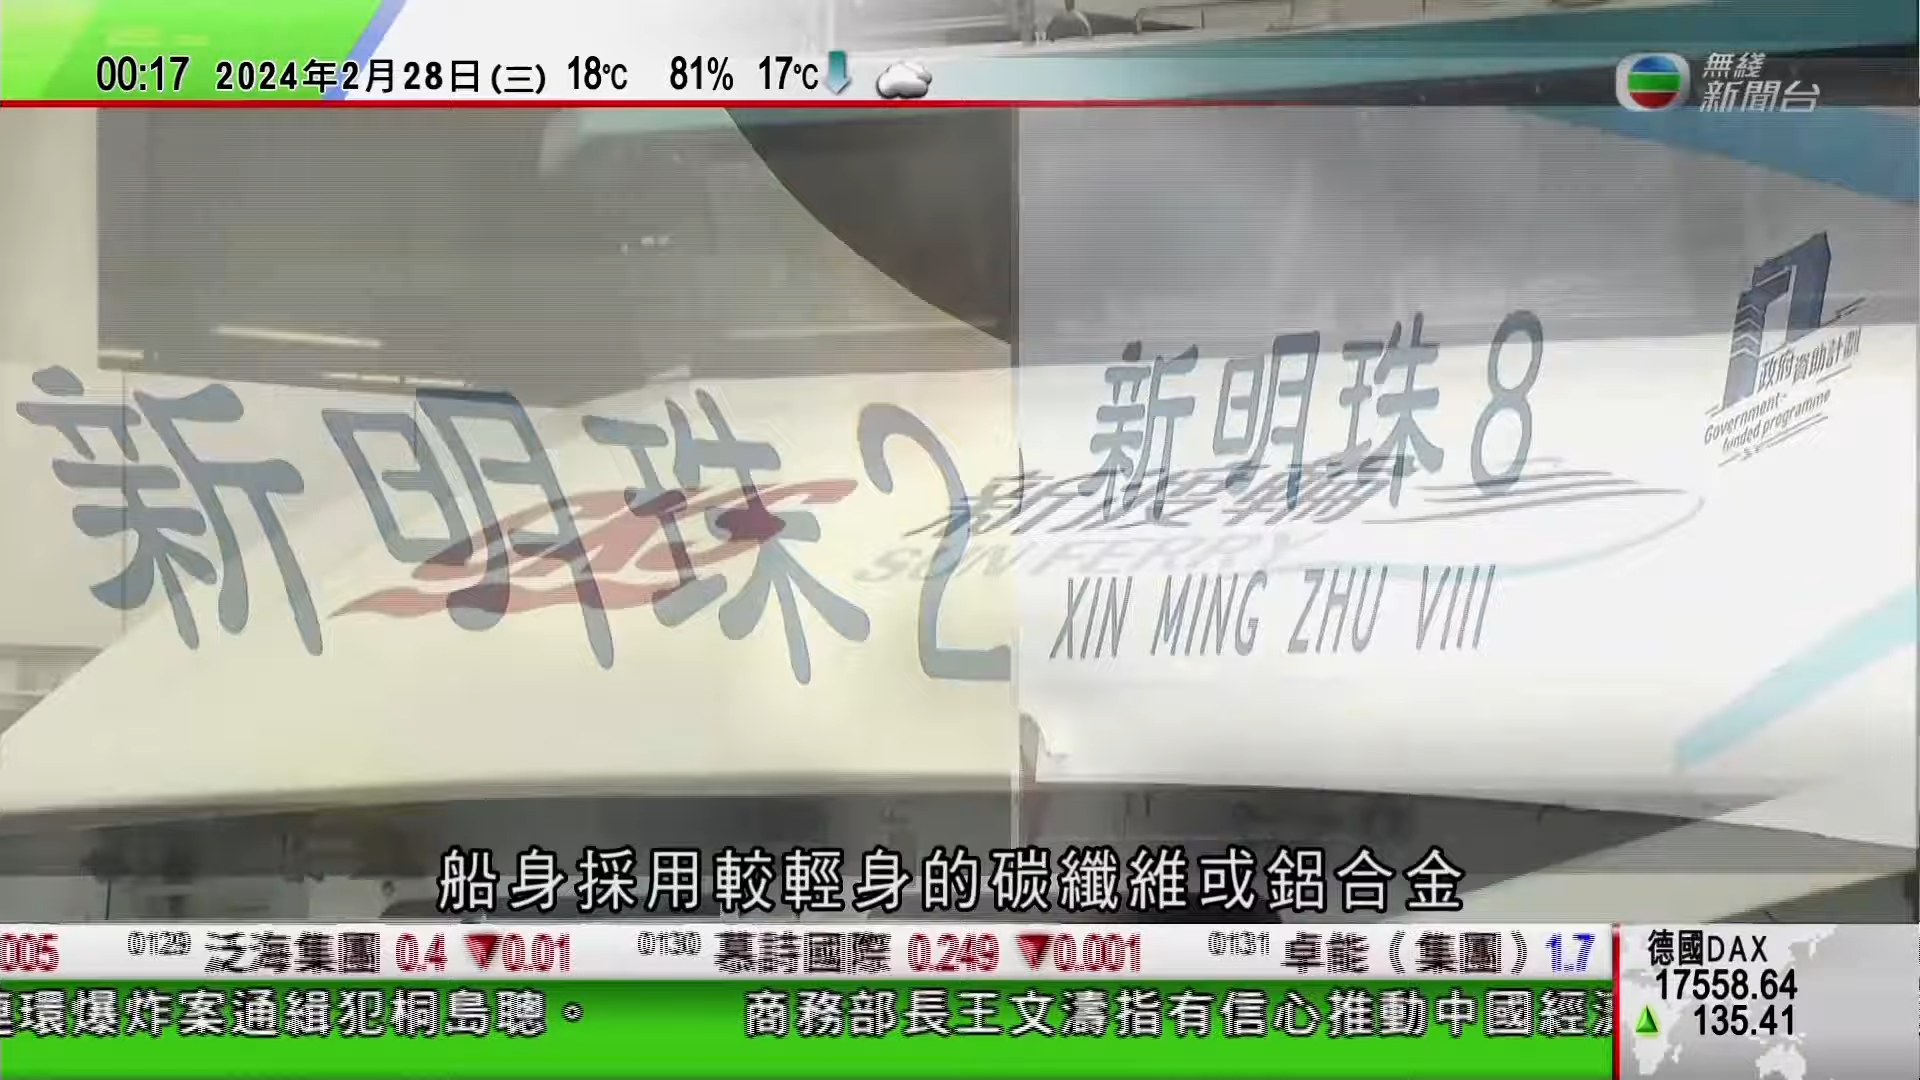 00:17 2024年2月28日(三) 18℃ 81% 17℃
無綫
新聞台
新明珠2
新明珠8
XIN MING ZHU VIII
政府資助計劃
Government-
funded programme
新渡輪
SUN FERRY
船身採用較輕身的碳纖維或鋁合金
005 0129 泛海集團 0.4 ▼0.01 0130 慕詩國際 0.249 ▼0.001 0131 卓能（集團） 1.7
環爆炸案通緝犯桐島聰。 商務部長王文濤指有信心推動中國經
德國DAX
17558.64
▲ 135.41